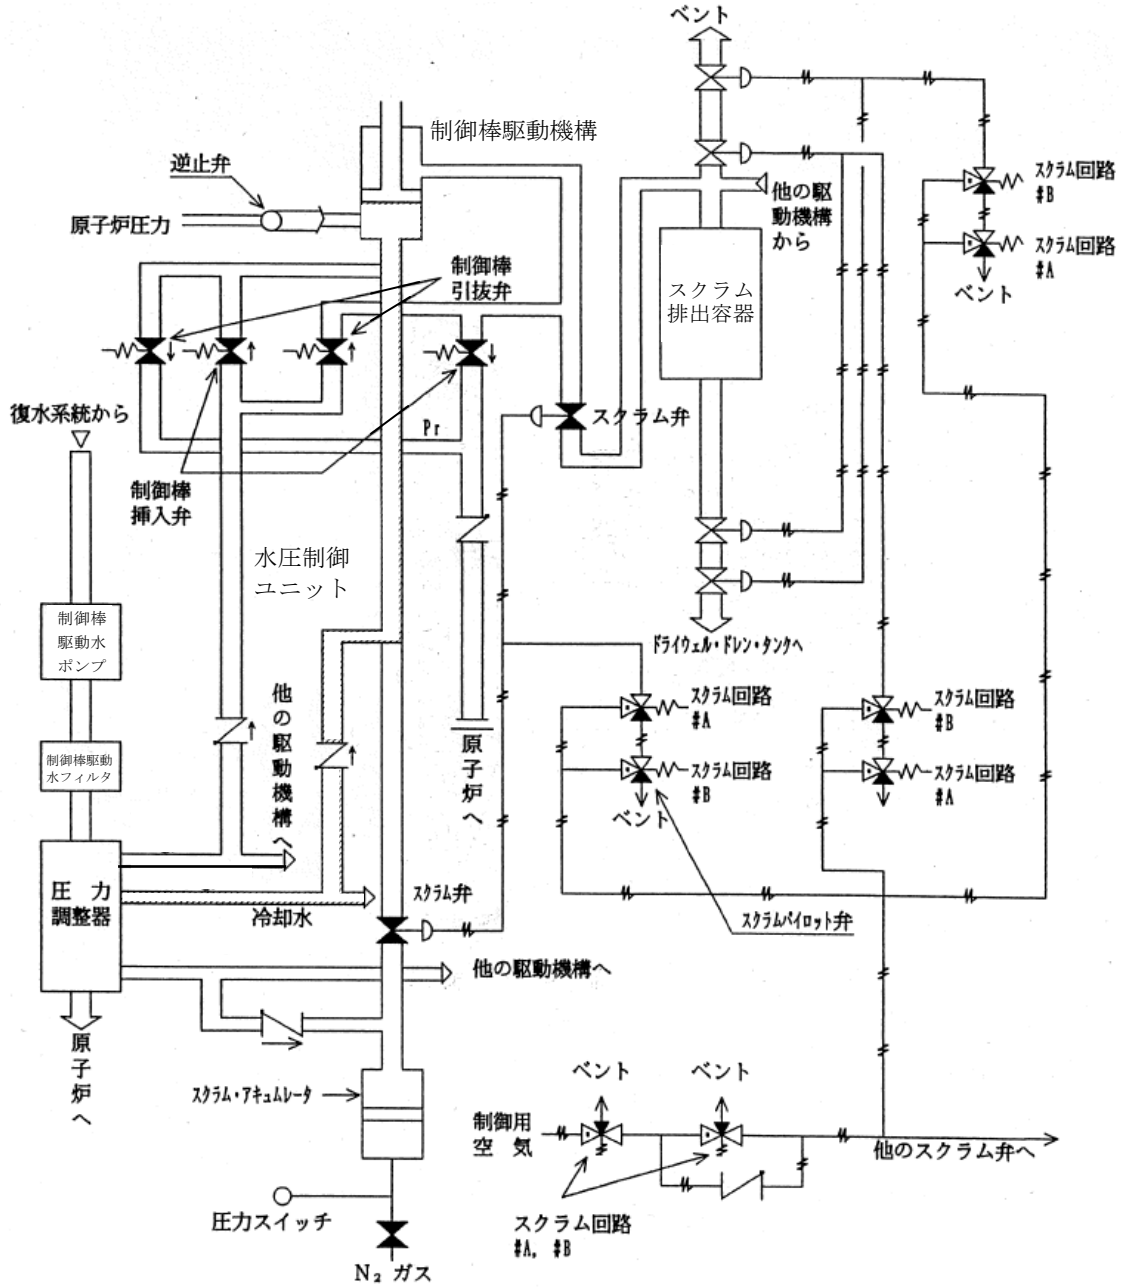 ベント
制御棒駆動機構
逆止弁
原子炉圧力
他の駆
動機構
から
スクラム回路
#B
スクラム回路
#A
ベント
制御棒
引抜弁
スクラム
排出容器
復水系統から
Pr
スクラム弁
制御棒
挿入弁
水圧制御
ユニット
制御棒
駆動水
ポンプ
ドライウェル・ドレン・タンクへ
他の駆動機構へ
原子炉へ
スクラム回路
#A
スクラム回路
#B
ベント
スクラム回路
#B
スクラム回路
#A
制御棒駆動
水フィルタ
圧力
調整器
冷却水
スクラム弁
スクラムパイロット弁
他の駆動機構へ
原子炉へ
スクラム・アキュムレータ
ベント
ベント
制御用
空気
他のスクラム弁へ
圧力スイッチ
スクラム回路
#A, #B
N₂ ガス